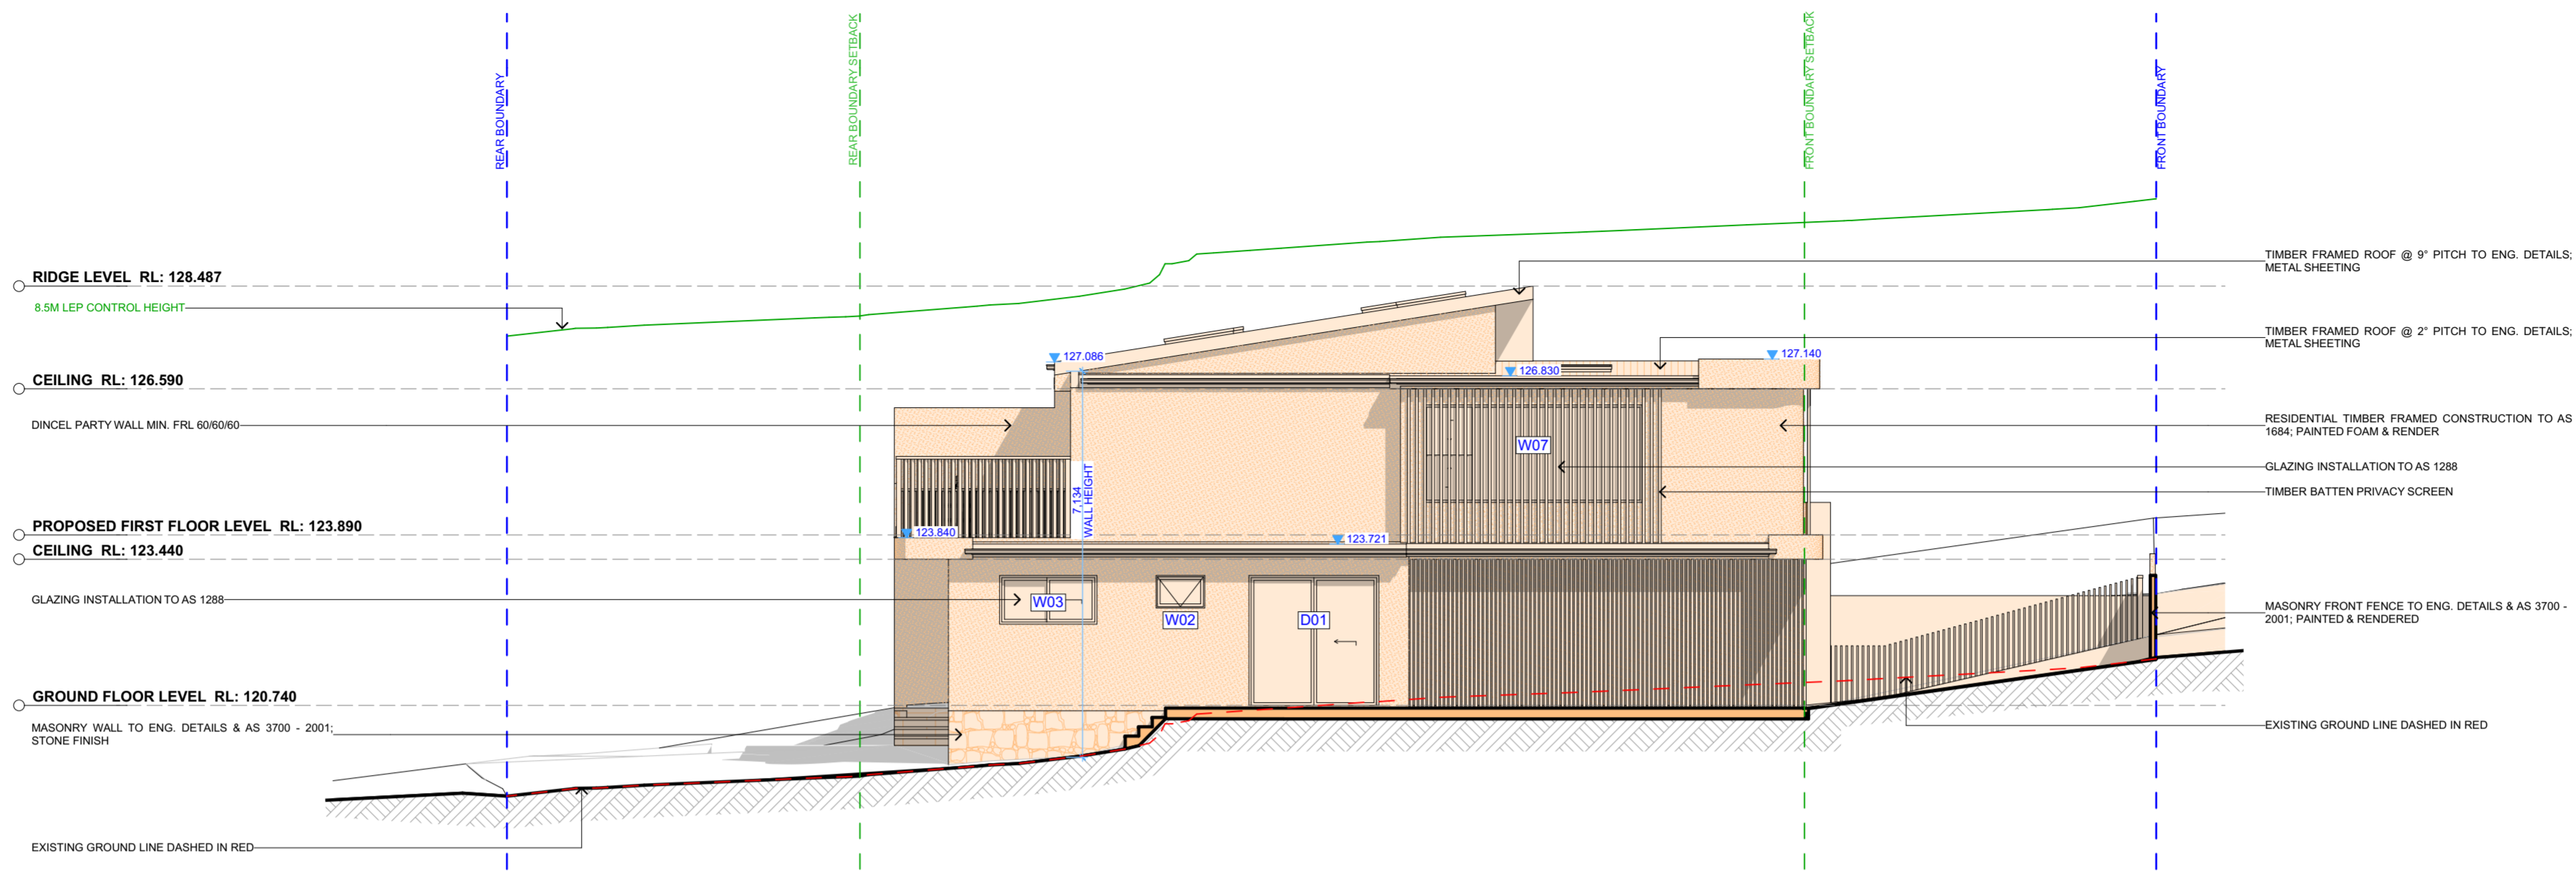 REAR BOUNDARY
REAR BOUNDARY SETBACK
FRONT BOUNDARY SETBACK
FRONT BOUNDARY
RIDGE LEVEL RL: 128.487
8.5M LEP CONTROL HEIGHT
CEILING RL: 126.590
DINCEL PARTY WALL MIN. FRL 60/60/60
PROPOSED FIRST FLOOR LEVEL RL: 123.890
CEILING RL: 123.440
GLAZING INSTALLATION TO AS 1288
GROUND FLOOR LEVEL RL: 120.740
MASONRY WALL TO ENG. DETAILS & AS 3700 - 2001;
STONE FINISH
EXISTING GROUND LINE DASHED IN RED
127.086
126.830
127.140
W07
7,134
WALL HEIGHT
123.840
123.721
W03
W02
D01
TIMBER FRAMED ROOF @ 9° PITCH TO ENG. DETAILS;
METAL SHEETING
TIMBER FRAMED ROOF @ 2° PITCH TO ENG. DETAILS;
METAL SHEETING
RESIDENTIAL TIMBER FRAMED CONSTRUCTION TO AS
1684; PAINTED FOAM & RENDER
GLAZING INSTALLATION TO AS 1288
TIMBER BATTEN PRIVACY SCREEN
MASONRY FRONT FENCE TO ENG. DETAILS & AS 3700 -
2001; PAINTED & RENDERED
EXISTING GROUND LINE DASHED IN RED